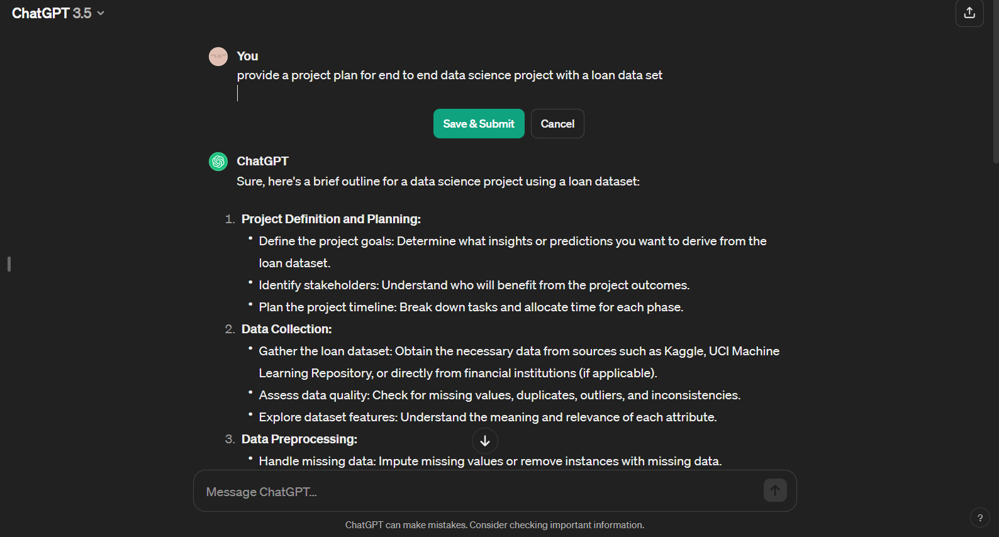 ChatGPT 3.5
You
provide a project plan for end to end data science project with a loan data set
Save & Submit
Cancel
ChatGPT
Sure, here's a brief outline for a data science project using a loan dataset:
1. Project Definition and Planning:
• Define the project goals: Determine what insights or predictions you want to derive from the
loan dataset.
• Identify stakeholders: Understand who will benefit from the project outcomes.
• Plan the project timeline: Break down tasks and allocate time for each phase.
2. Data Collection:
• Gather the loan dataset: Obtain the necessary data from sources such as Kaggle, UCI Machine
Learning Repository, or directly from financial institutions (if applicable).
• Assess data quality: Check for missing values, duplicates, outliers, and inconsistencies.
• Explore dataset features: Understand the meaning and relevance of each attribute.
3. Data Preprocessing:
• Handle missing data: Impute missing values or remove instances with missing data.
Message ChatGPT...
ChatGPT can make mistakes. Consider checking important information.
?